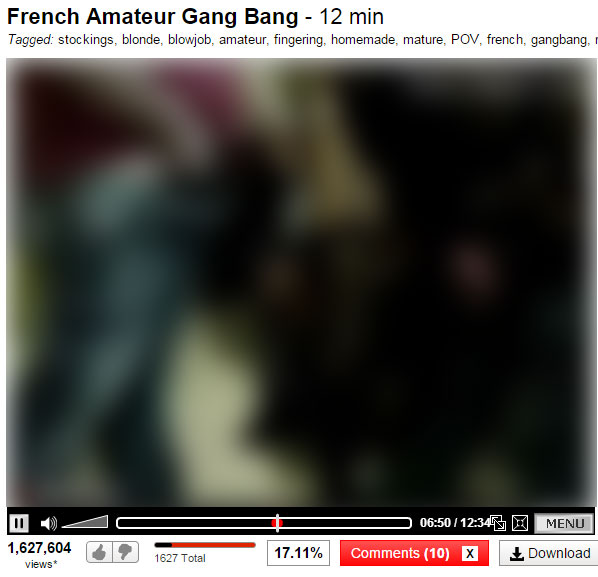 French Amateur Gang Bang - 12 min
Tagged: stockings, blonde, blowjob, amateur, fingering, homemade, mature, POV, french, gangbang,
06:50 / 12:34 MENU
1,627,604
views*
1627 Total
17.11%
Comments (10) X
Download